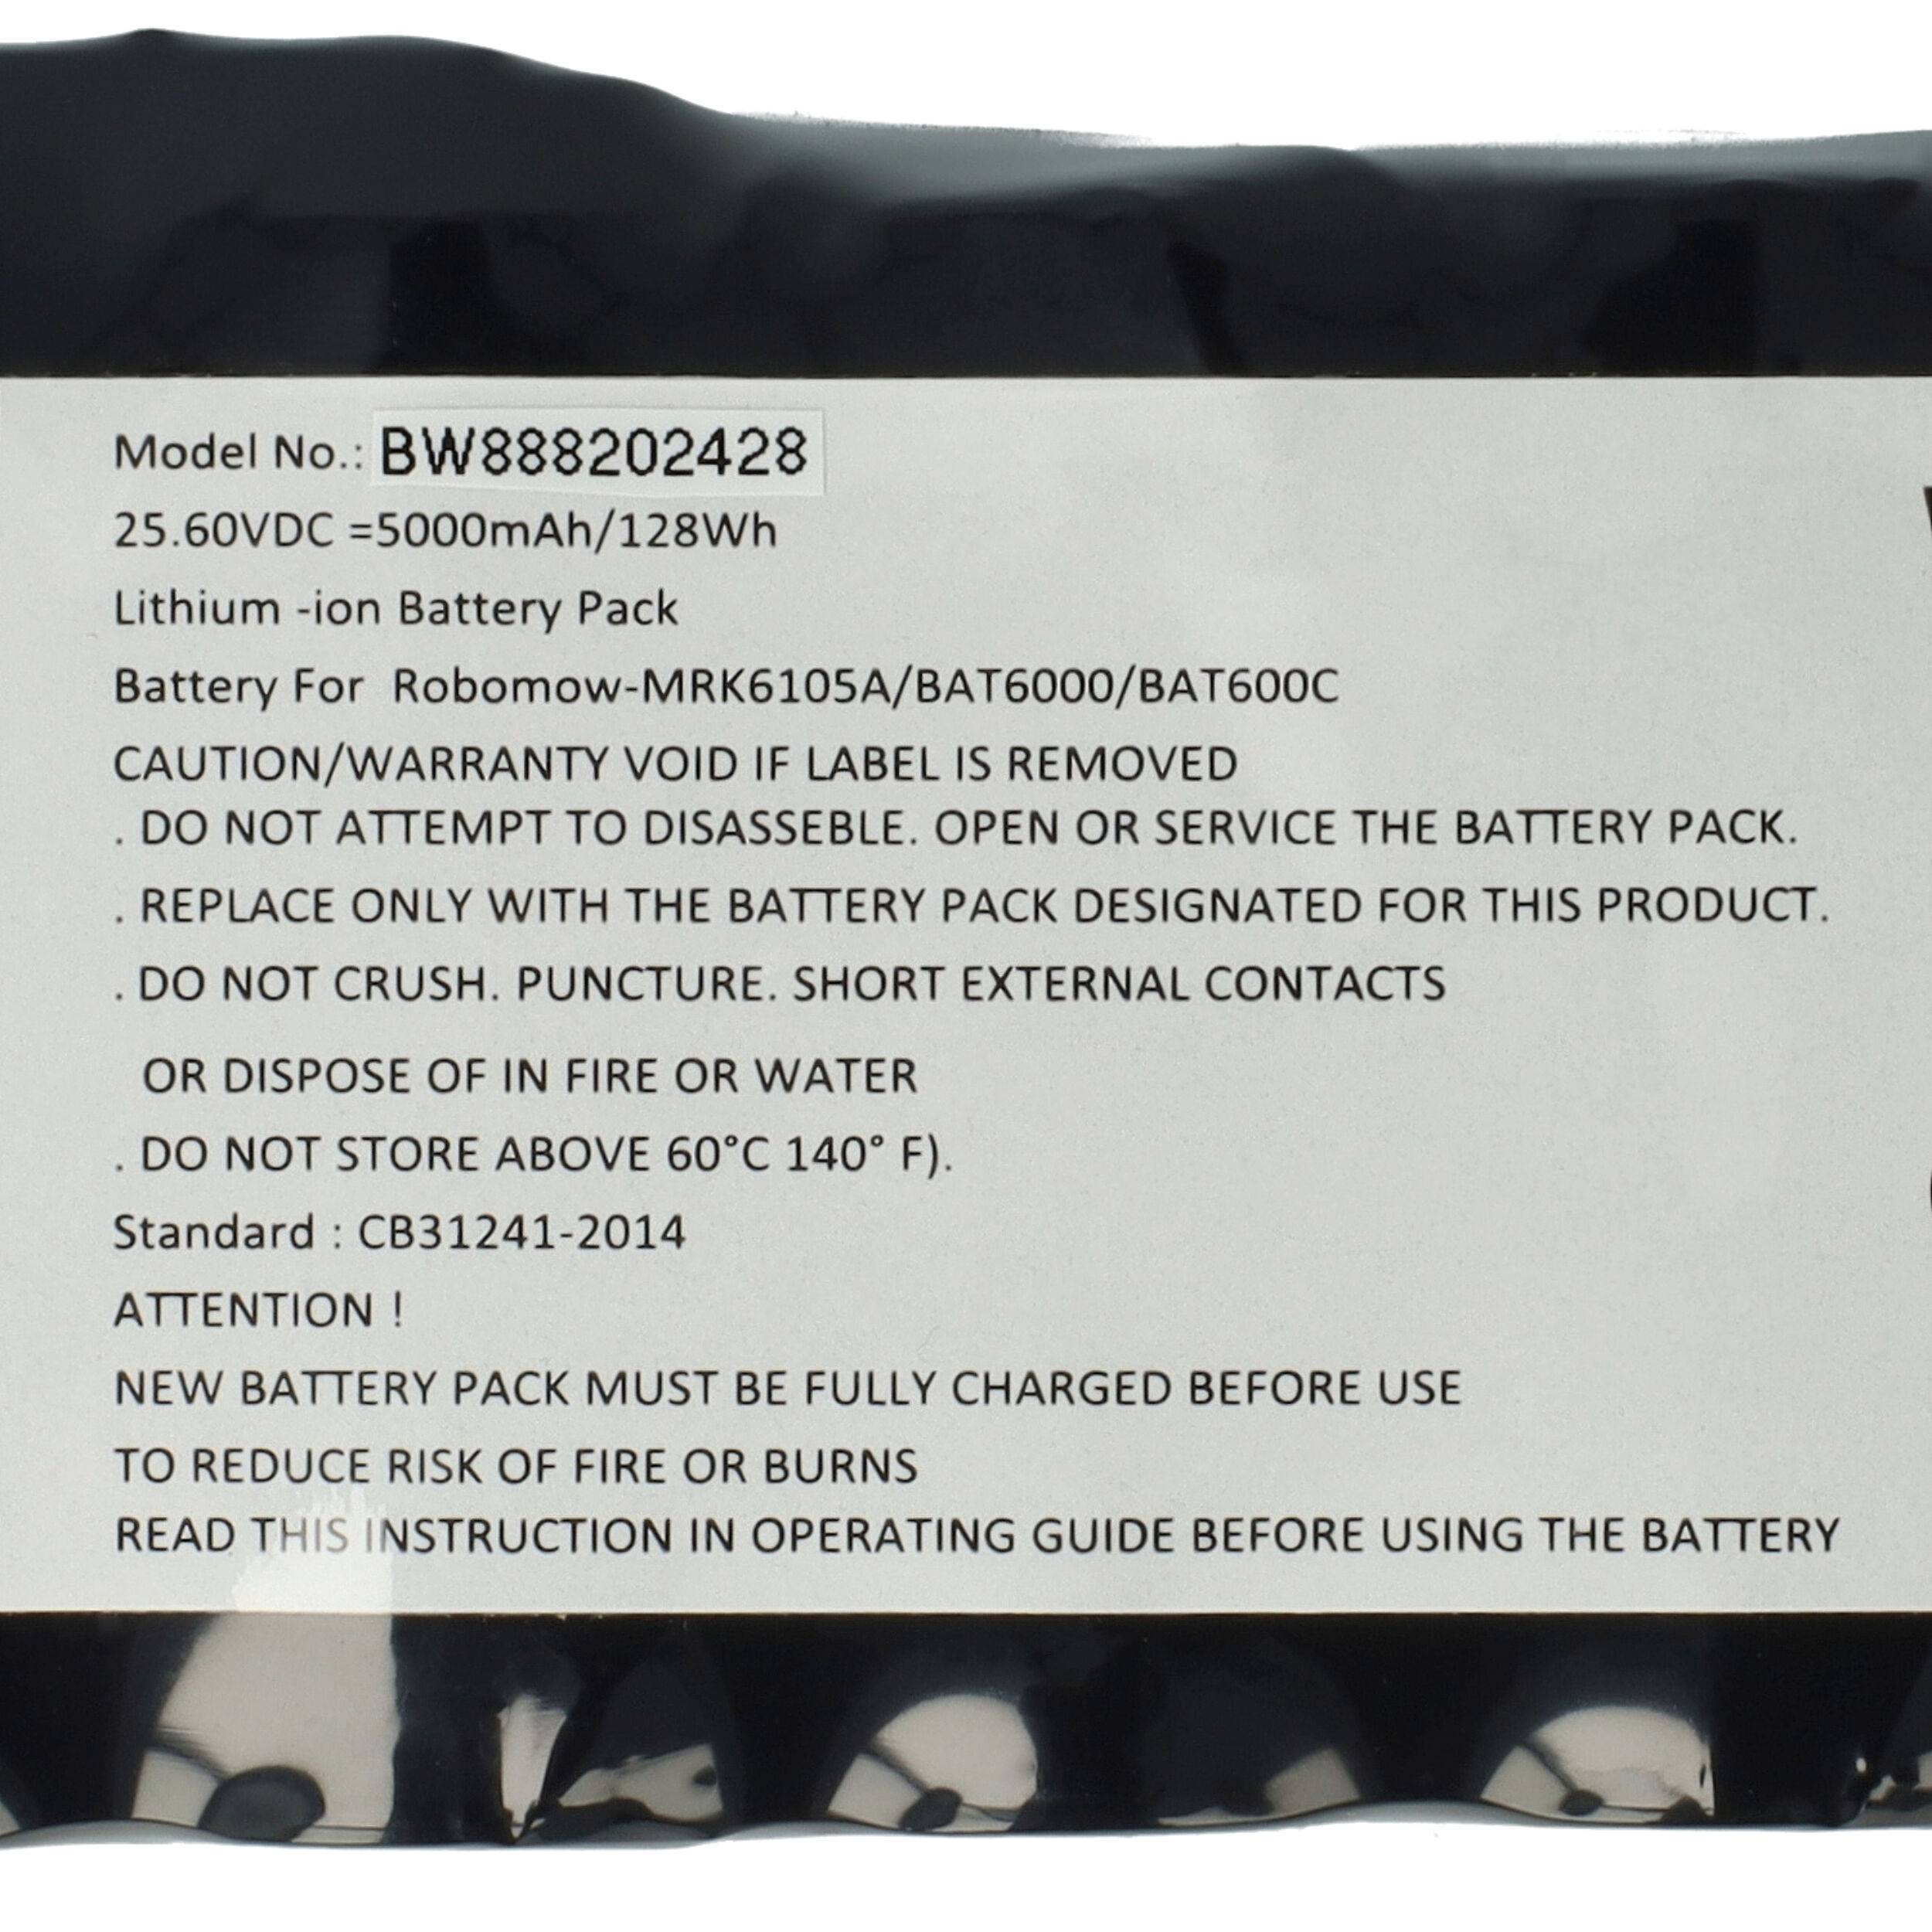 Model No.: BW888202428
25.60VDC =5000mAh/128Wh
Lithium -ion Battery Pack
Battery For Robomow-MRK6105A/BAT6000/BAT600C
CAUTION/WARRANTY VOID IF LABEL IS REMOVED
. DO NOT ATTEMPT TO DISASSEBLE. OPEN OR SERVICE THE BATTERY PACK.
. REPLACE ONLY WITH THE BATTERY PACK DESIGNATED FOR THIS PRODUCT.
. DO NOT CRUSH. PUNCTURE. SHORT EXTERNAL CONTACTS
OR DISPOSE OF IN FIRE OR WATER
. DO NOT STORE ABOVE 60°C 140° F).
Standard : CB31241-2014
ATTENTION !
NEW BATTERY PACK MUST BE FULLY CHARGED BEFORE USE
TO REDUCE RISK OF FIRE OR BURNS
READ THIS INSTRUCTION IN OPERATING GUIDE BEFORE USING THE BATTERY